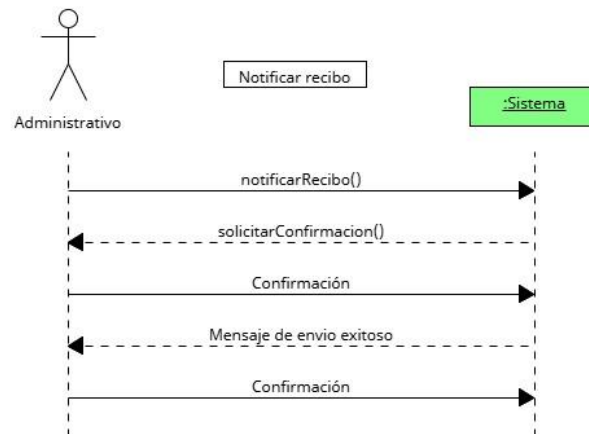 Notificar recibo
:Sistema
Administrativo
notificarRecibo()
solicitarConfirmacion()
Confirmación
Mensaje de envio exitoso
Confirmación